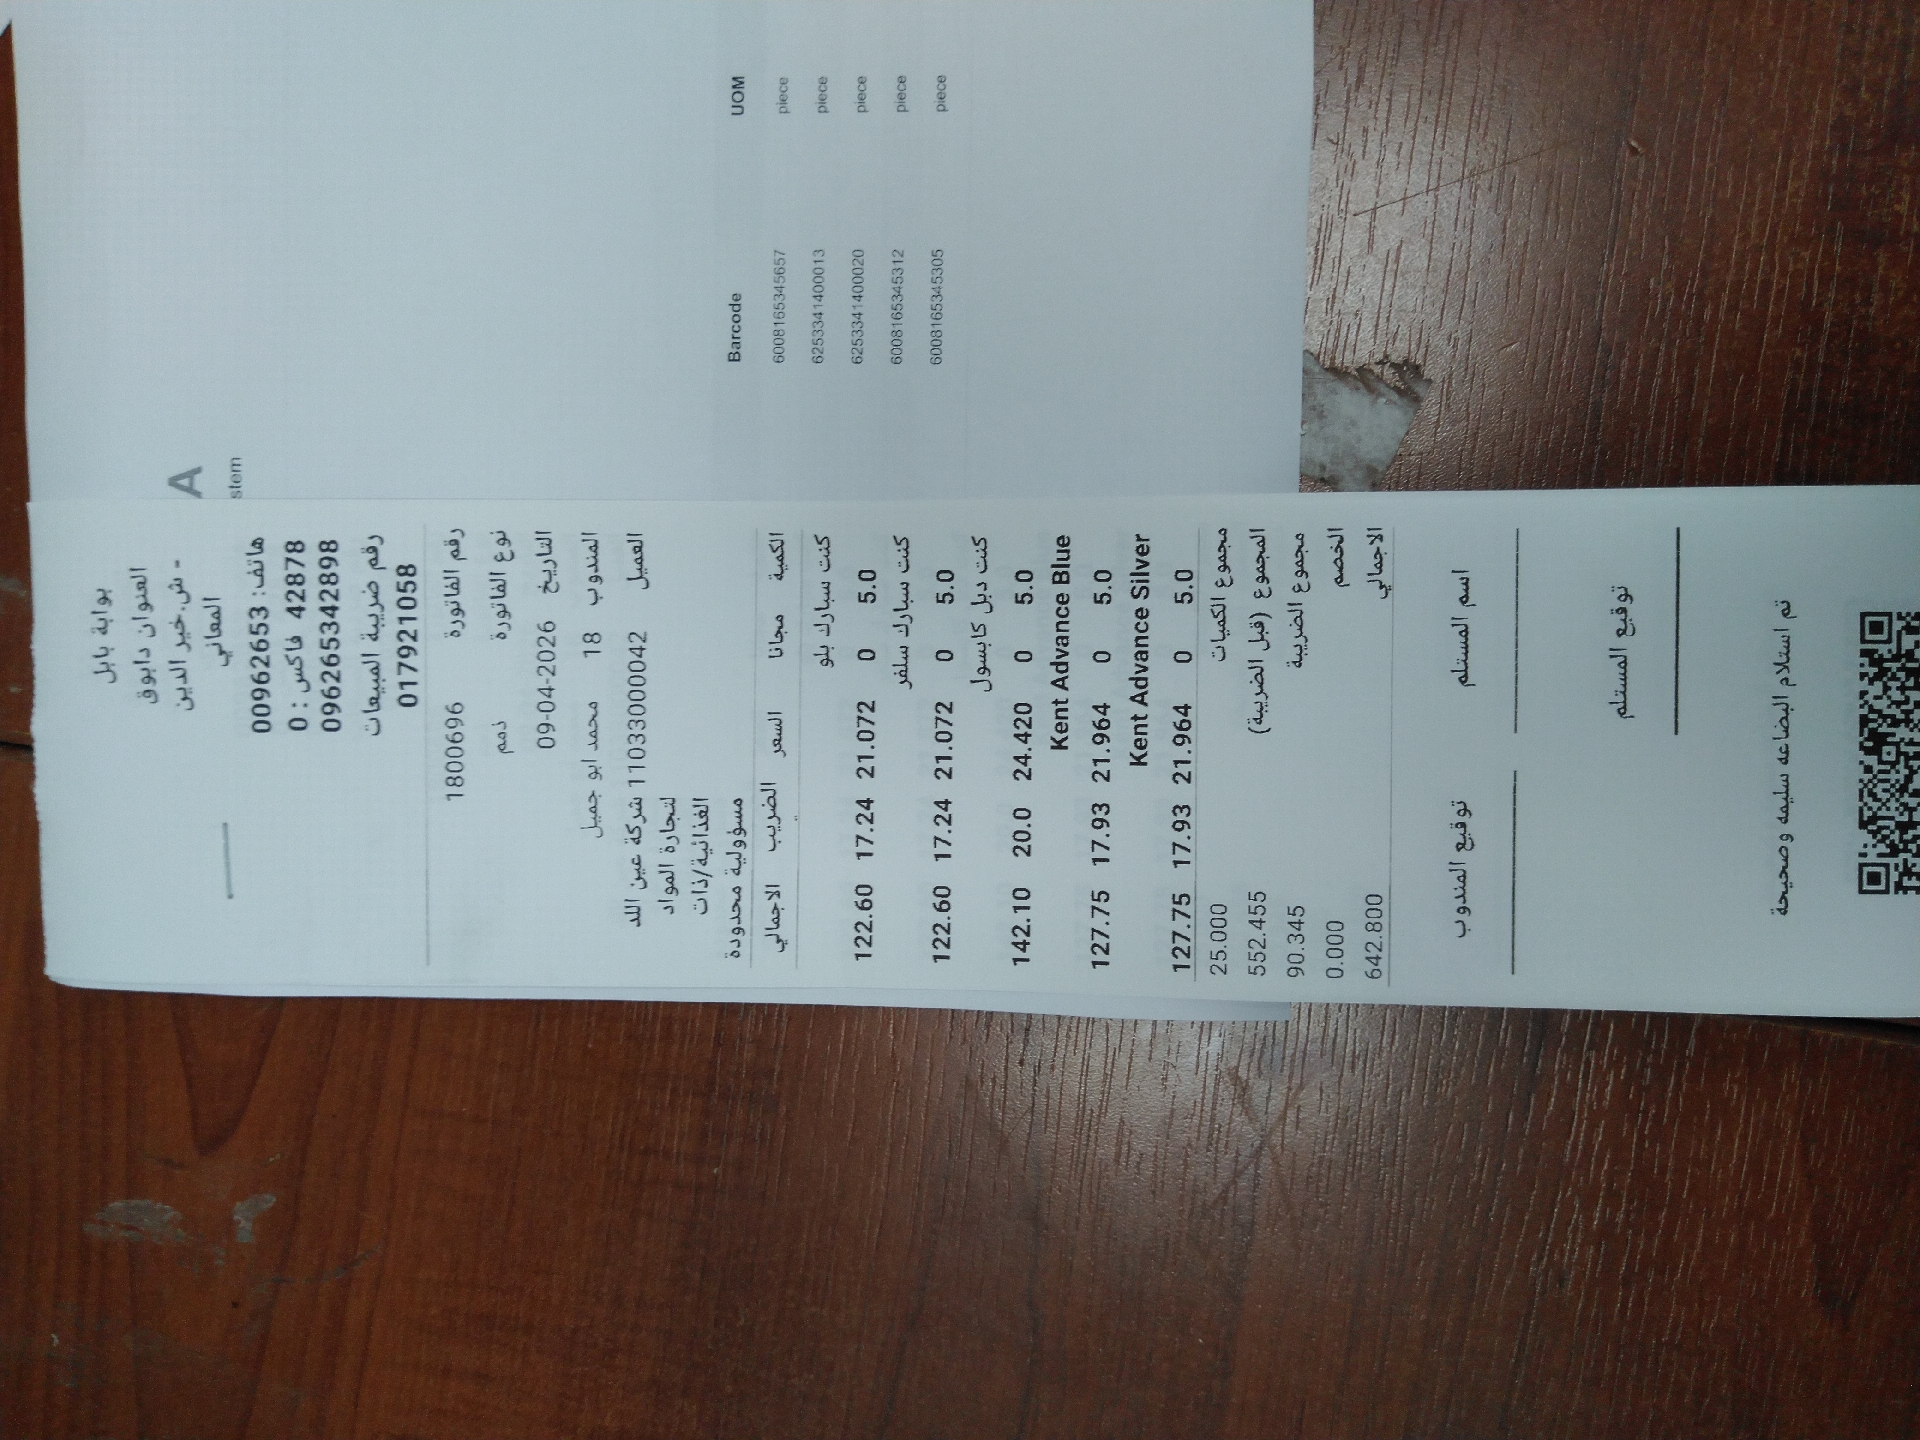 بوابة بابل
العنوان دابوق
- ش.خير الدين
المعالي
هاتف: 00962653
42878 فاكس : 0
096265342898
رقم ضريبة المبيعات
017921058
رقم الفاتورة 1800696
نوع الفاتورة ذمم
التاريخ 09-04-2026
المندوب 18 محمد ابو جميل
العميل 1103300042 شركة عين اللد
لتجارة المواد
الغذائية/ذات
مسؤولية محدودة
الكمية مجانا السعر الضريب الاجمالي
كنت سبارك بلو
5.0 0 21.072 17.24 122.60
كنت سبارك سلفر
5.0 0 21.072 17.24 122.60
كنت دبل كابسول
5.0 0 24.420 20.0 142.10
Kent Advance Blue
5.0 0 21.964 17.93 127.75
Kent Advance Silver
5.0 0 21.964 17.93 127.75
مجموع الكميات 25.000
المجموع (قبل الضريبة) 552.455
مجموع الضريبة 90.345
الخصم 0.000
الاجمالي 642.800
اسم المستلم توقيع المندوب
توقيع المستلم
تم استلام البضاعه سليمه وصحيحة
A
stem
Barcode UOM
6008165345657 piece
6253341400013 piece
6253341400020 piece
6008165345312 piece
6008165345305 piece